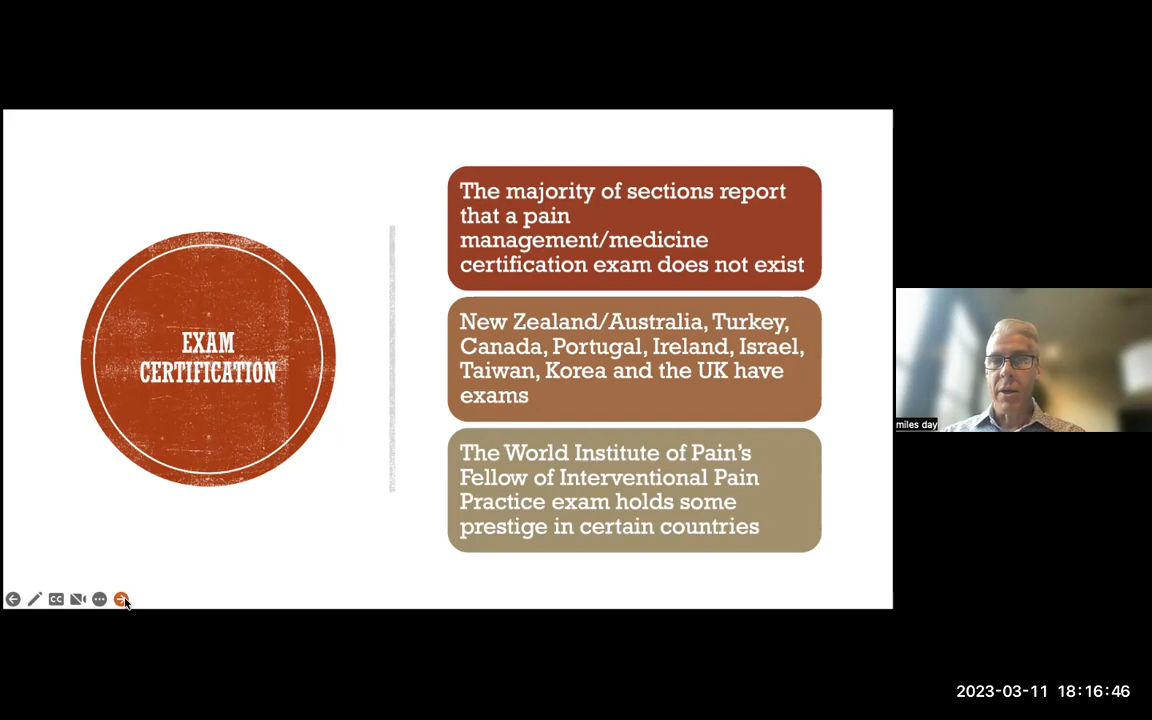 EXAM
CERTIFICATION
The majority of sections report
that a pain
management/medicine
certification exam does not exist
New Zealand/Australia, Turkey,
Canada, Portugal, Ireland, Israel,
Taiwan, Korea and the UK have
exams
The World Institute of Pain’s
Fellow of Interventional Pain
Practice exam holds some
prestige in certain countries
CC
miles day
2023-03-11 18:16:46